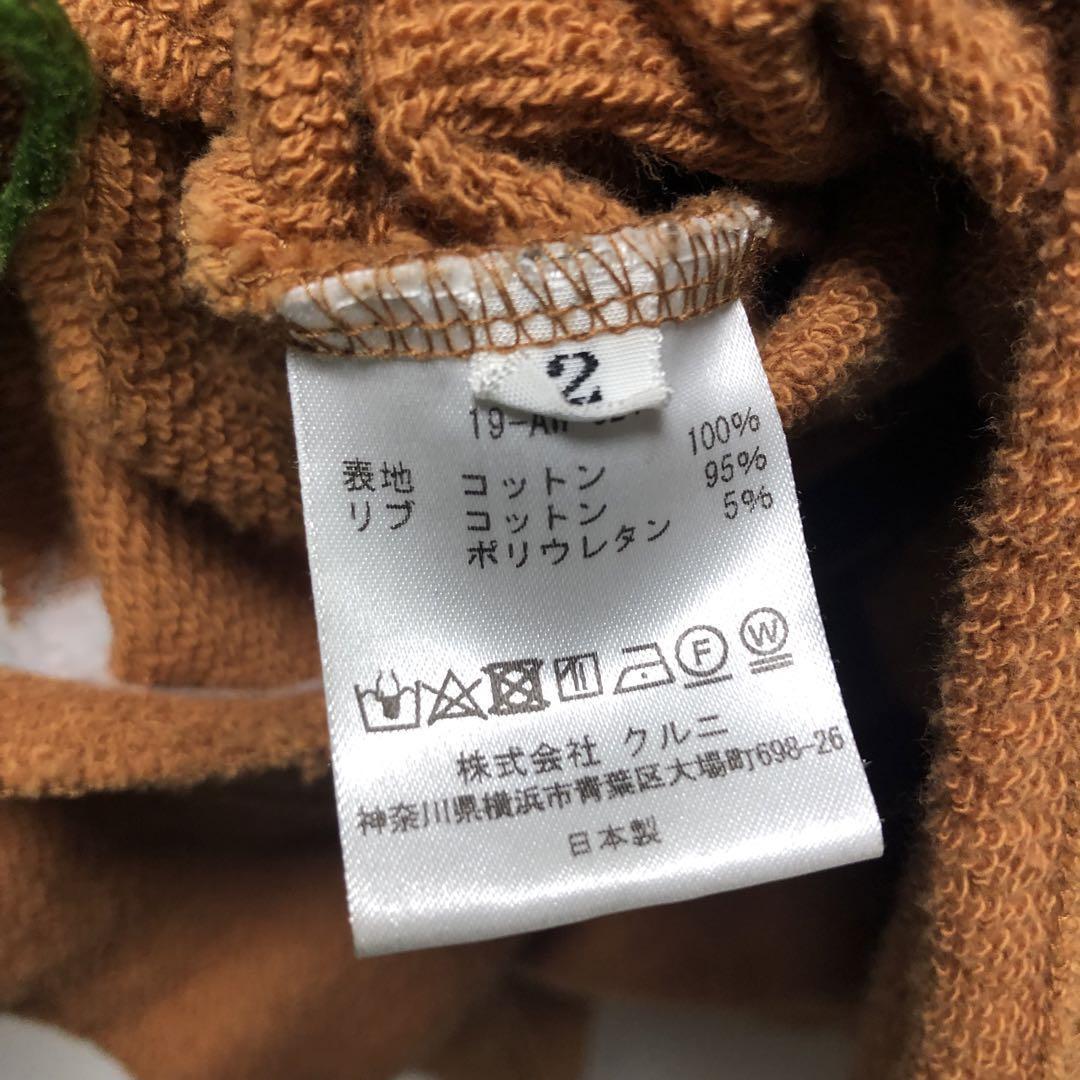 2
100%
表地 コットン 95%
リブ コットン 5%
ポリウレタン
F W
株式会社 クルニ
神奈川県横浜市青葉区大場町698-26
日本製